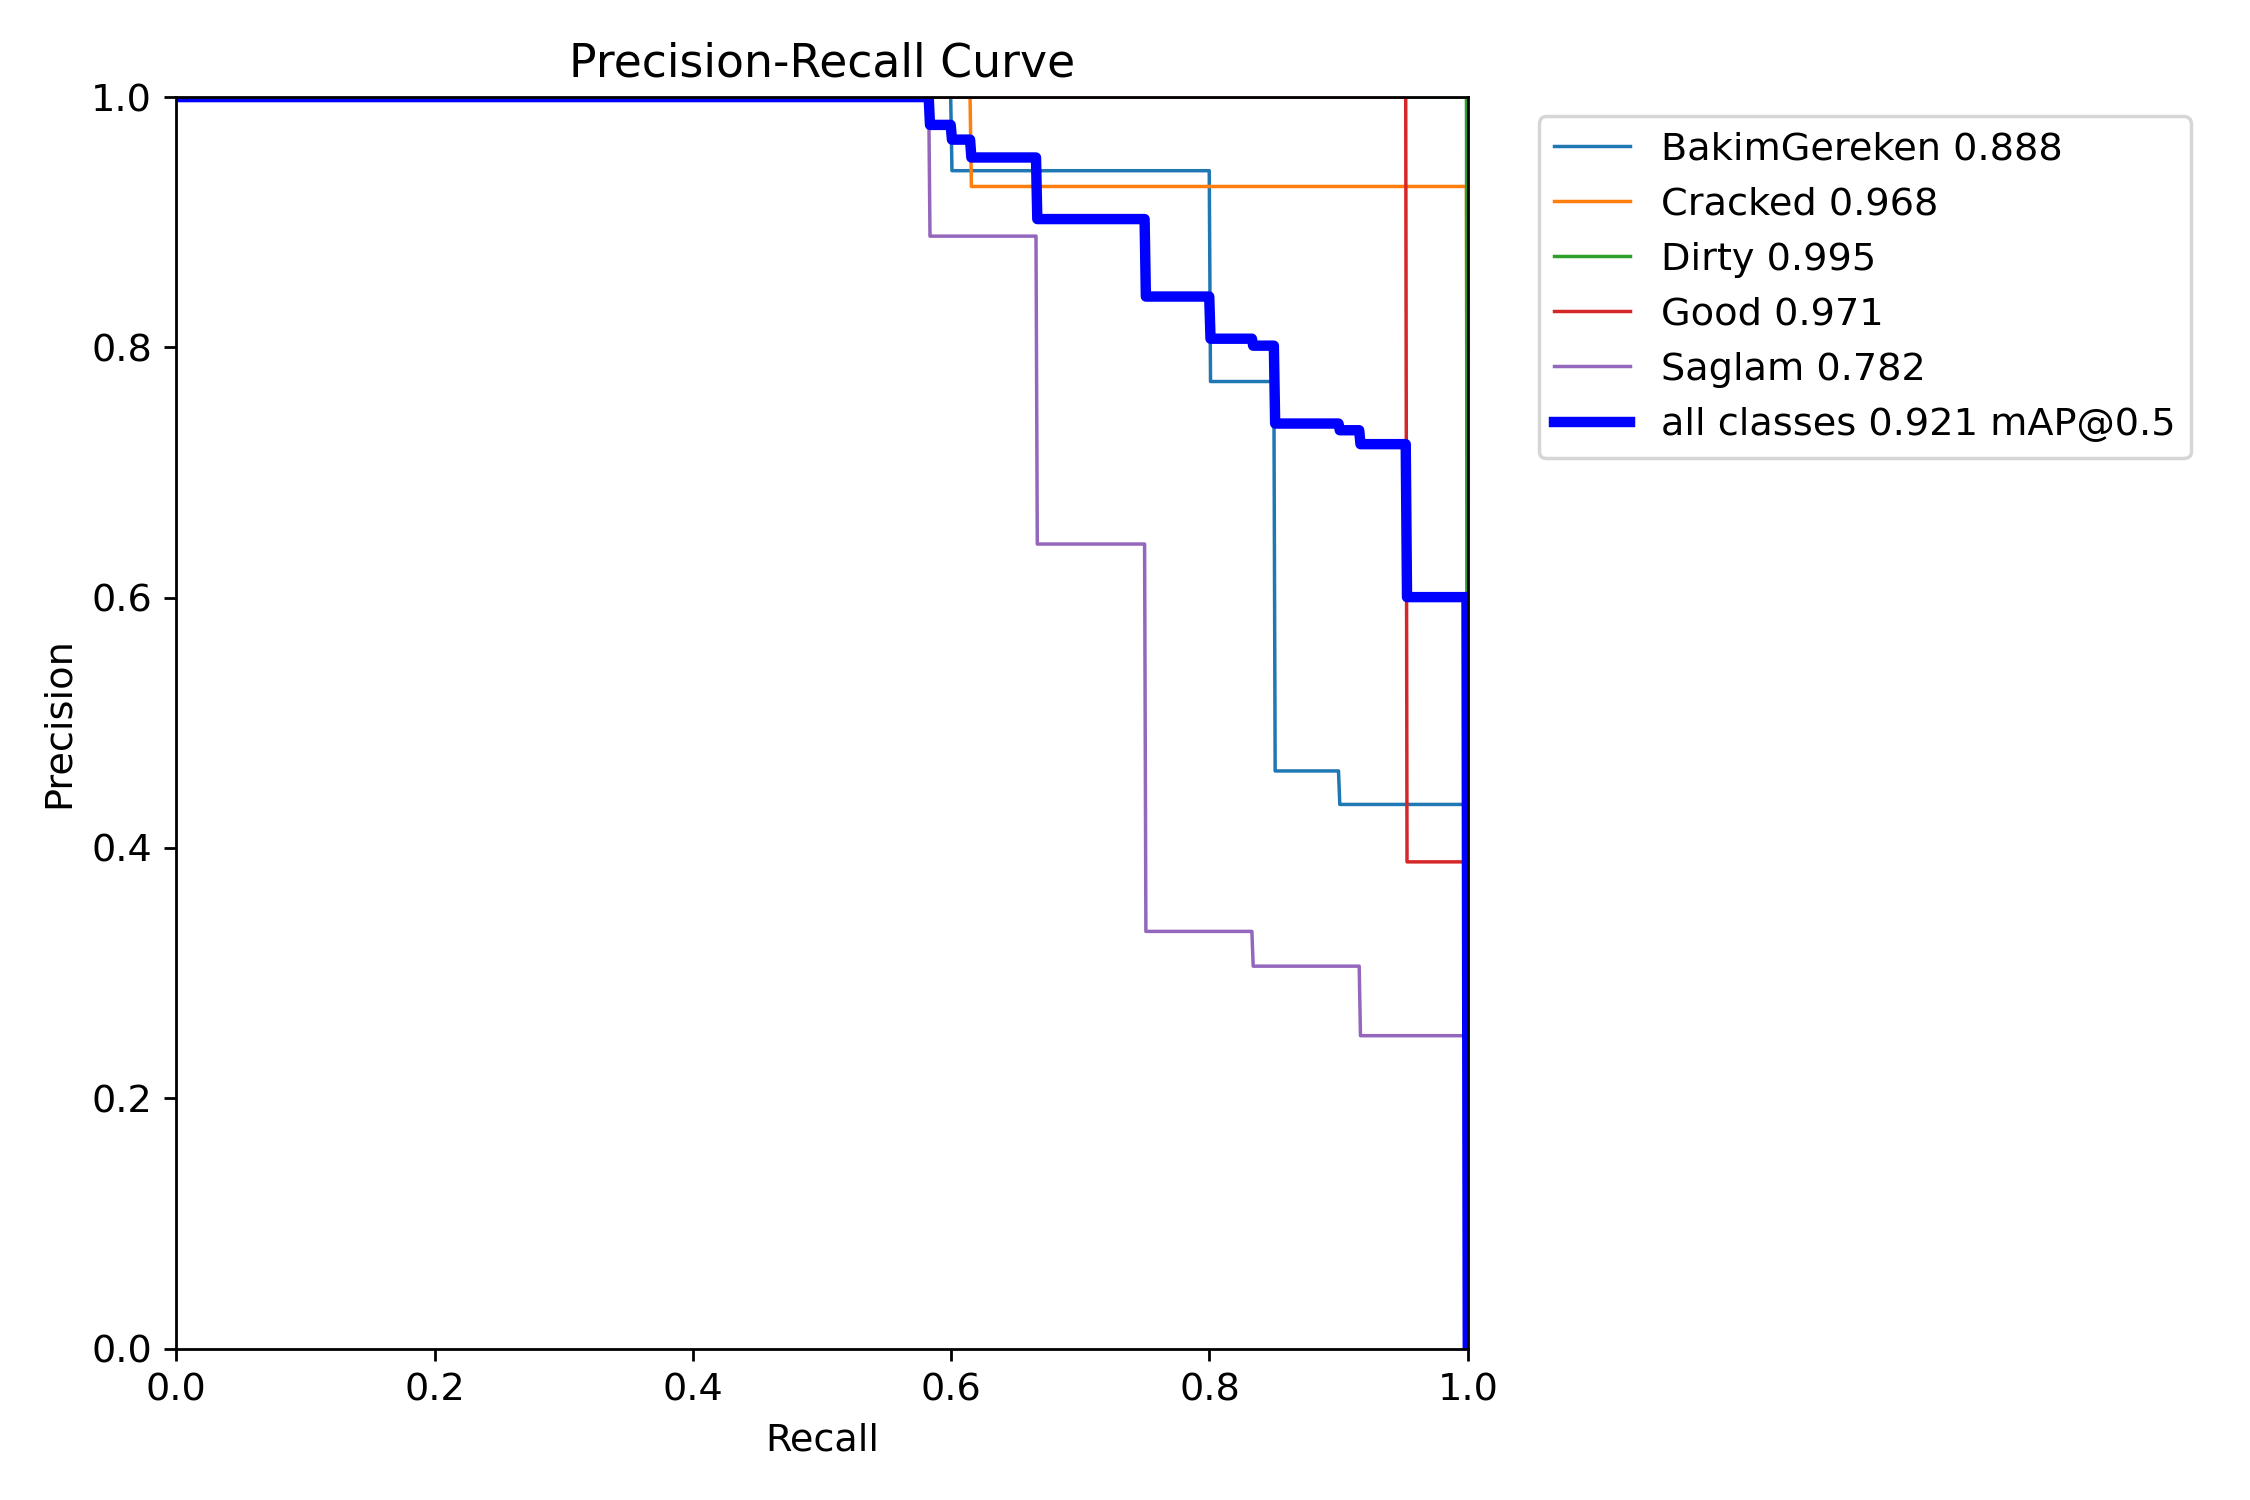 Precision-Recall Curve
1.0
0.8
0.6
0.4
0.2
0.0
0.0 0.2 0.4 0.6 0.8 1.0
Precision
Recall
BakimGereken 0.888
Cracked 0.968
Dirty 0.995
Good 0.971
Saglam 0.782
all classes 0.921 mAP@0.5